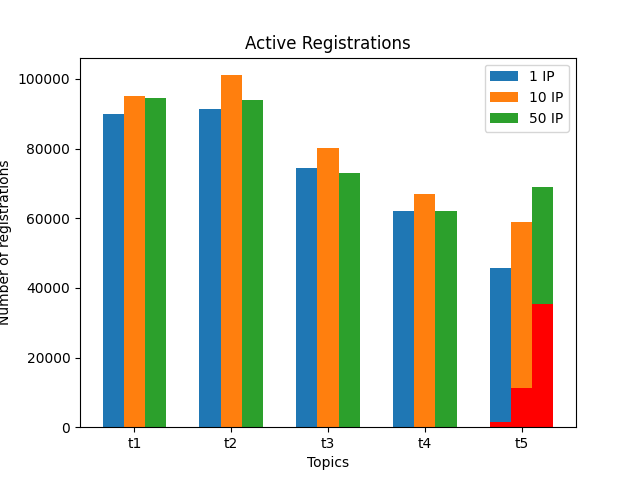 Active Registrations
1 IP
10 IP
50 IP
Number of registrations
100000
80000
60000
40000
20000
0
t1 t2 t3 t4 t5
Topics